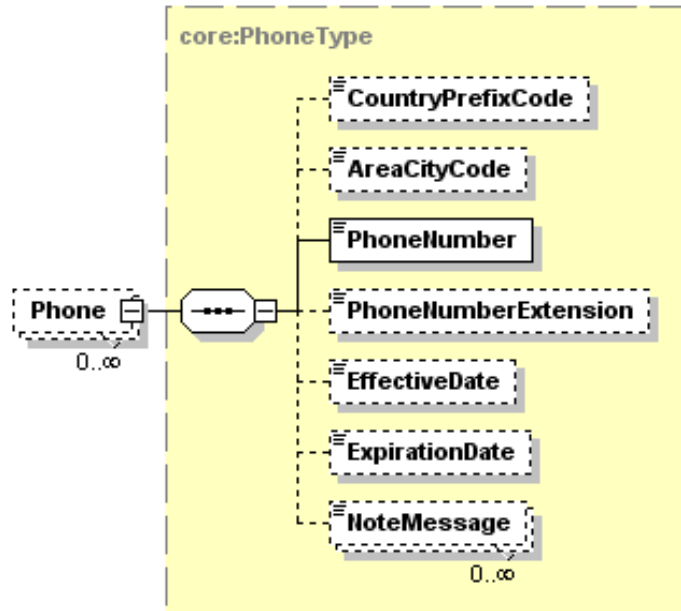 core:PhoneType
CountryPrefixCode
AreaCityCode
PhoneNumber
Phone
0..∞
PhoneNumberExtension
EffectiveDate
ExpirationDate
NoteMessage
0..∞